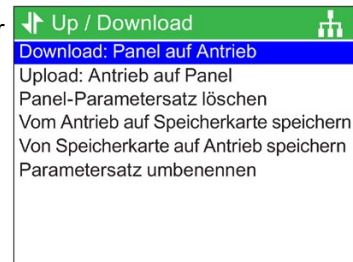 Up / Download
Download: Panel auf Antrieb
Upload: Antrieb auf Panel
Panel-Parametersatz löschen
Vom Antrieb auf Speicherkarte speichern
Von Speicherkarte auf Antrieb speichern
Parametersatz umbenennen